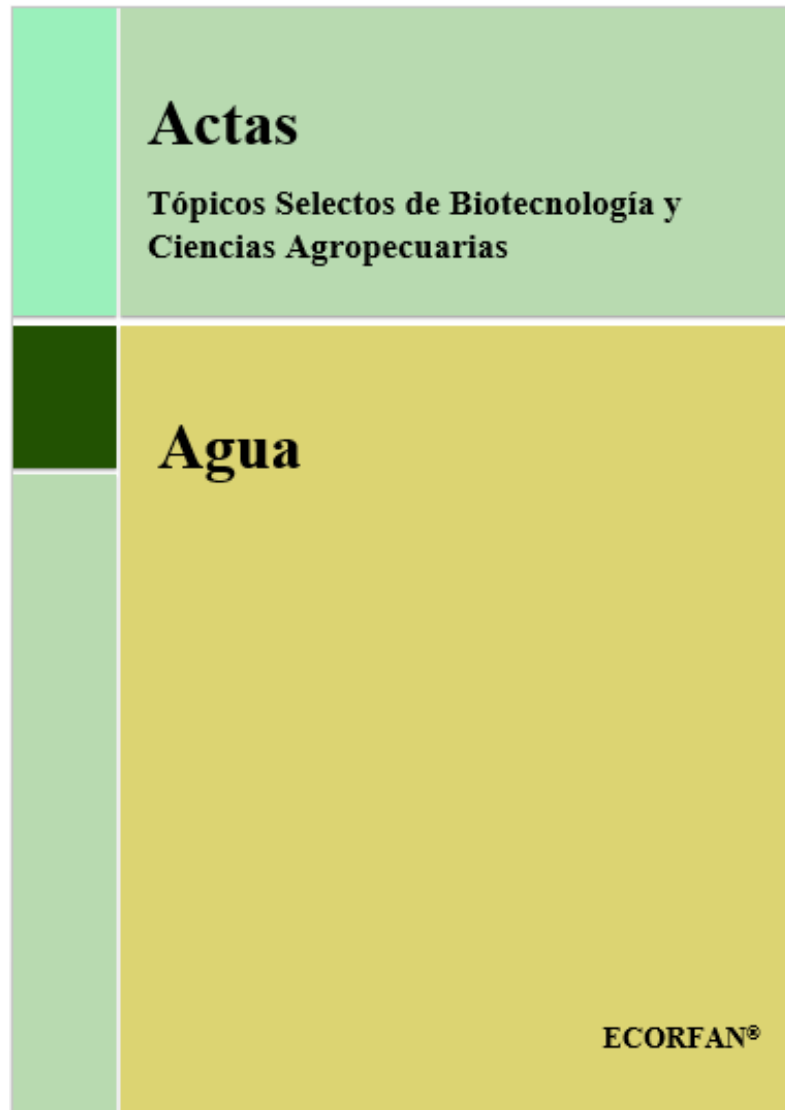 Actas
Tópicos Selectos de Biotecnología y
Ciencias Agropecuarias
Agua
ECORFAN®